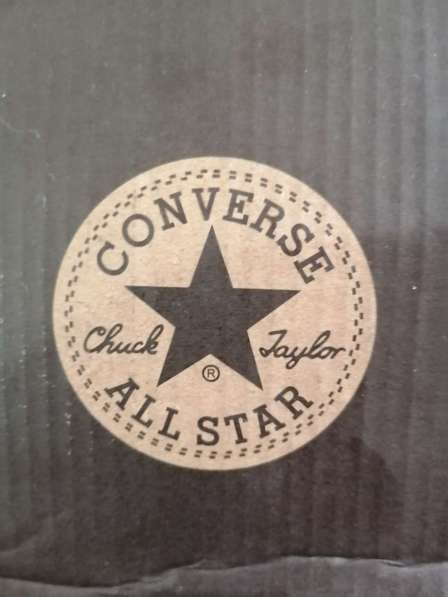 CONVERSE
Chuck Taylor
®
ALL STAR